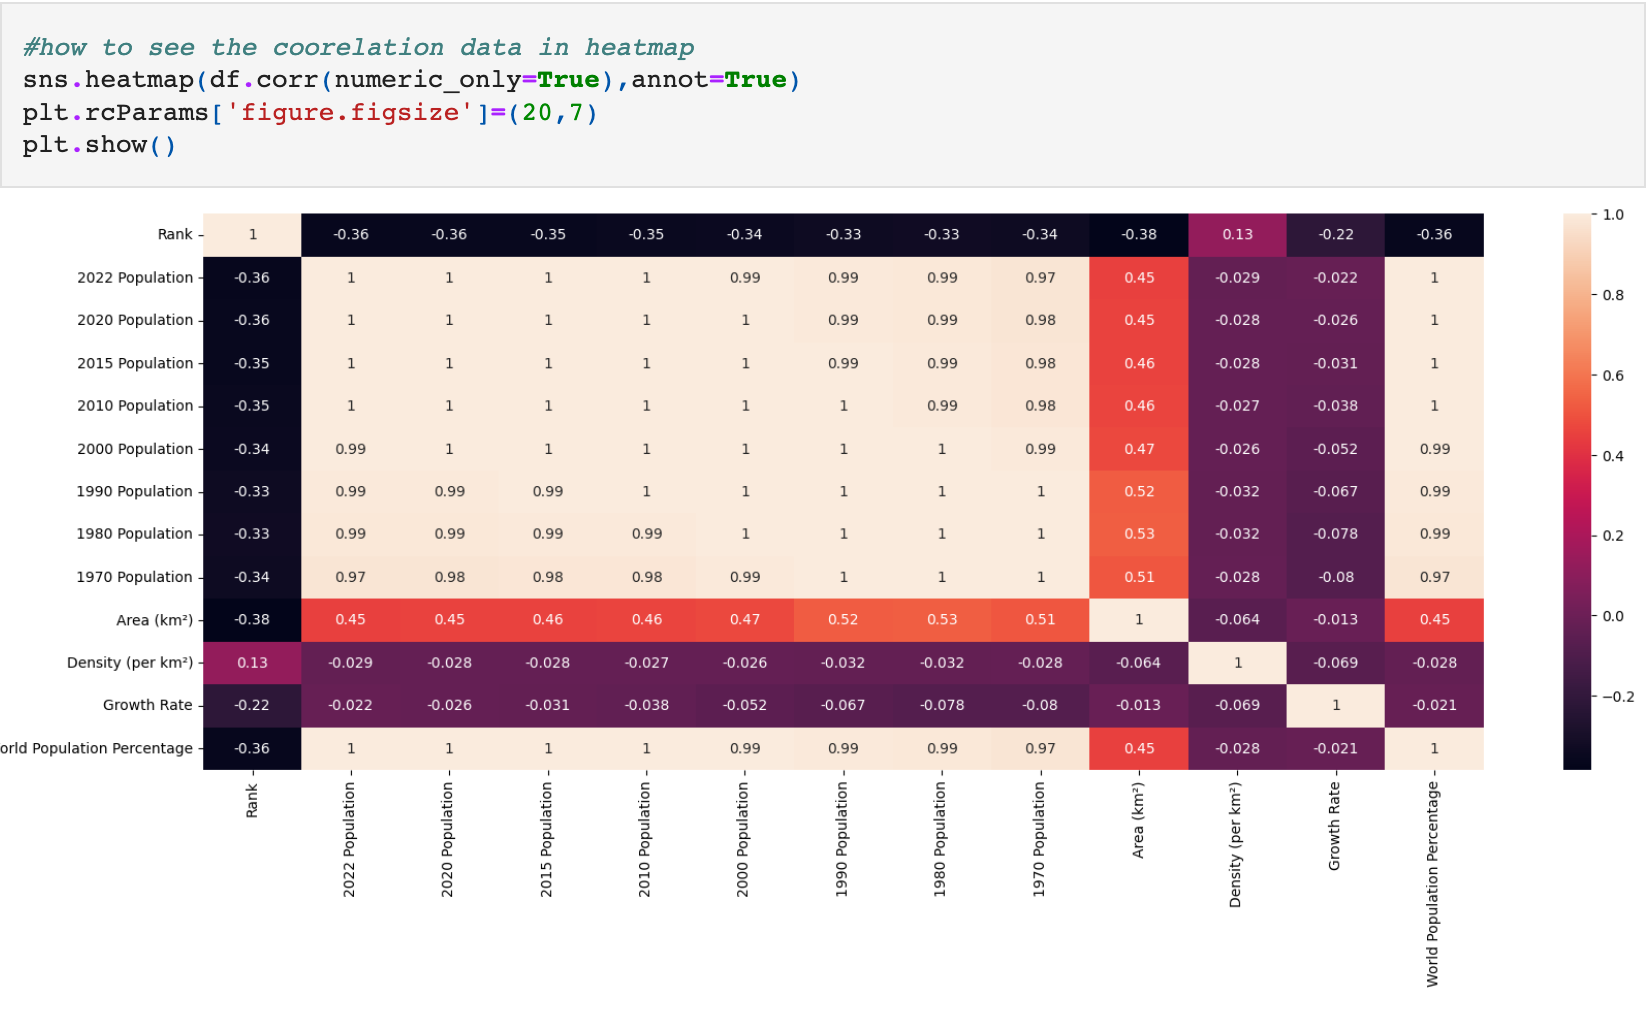 #how to see the coorelation data in heatmap
sns.heatmap(df.corr(numeric_only=True),annot=True)
plt.rcParams['figure.figsize']=(20,7)
plt.show()
Rank 1 -0.36 -0.36 -0.35 -0.35 -0.34 -0.33 -0.33 -0.34 -0.38 0.13 -0.22 -0.36
2022 Population -0.36 1 1 1 1 0.99 0.99 0.99 0.97 0.45 -0.029 -0.022 1
2020 Population -0.36 1 1 1 1 1 0.99 0.99 0.98 0.45 -0.028 -0.026 1
2015 Population -0.35 1 1 1 1 1 0.99 0.99 0.98 0.46 -0.028 -0.031 1
2010 Population -0.35 1 1 1 1 1 1 0.99 0.98 0.46 -0.027 -0.038 1
2000 Population -0.34 0.99 1 1 1 1 1 1 0.99 0.47 -0.026 -0.052 0.99
1990 Population -0.33 0.99 0.99 0.99 1 1 1 1 1 0.52 -0.032 -0.067 0.99
1980 Population -0.33 0.99 0.99 0.99 0.99 1 1 1 1 0.53 -0.032 -0.078 0.99
1970 Population -0.34 0.97 0.98 0.98 0.98 0.99 1 1 1 0.51 -0.028 -0.08 0.97
Area (km²) -0.38 0.45 0.45 0.46 0.46 0.47 0.52 0.53 0.51 1 -0.064 -0.013 0.45
Density (per km²) 0.13 -0.029 -0.028 -0.028 -0.027 -0.026 -0.032 -0.032 -0.028 -0.064 1 -0.069 -0.028
Growth Rate -0.22 -0.022 -0.026 -0.031 -0.038 -0.052 -0.067 -0.078 -0.08 -0.013 -0.069 1 -0.021
orld Population Percentage -0.36 1 1 1 1 0.99 0.99 0.99 0.97 0.45 -0.028 -0.021 1
Rank
2022 Population
2020 Population
2015 Population
2010 Population
2000 Population
1990 Population
1980 Population
1970 Population
Area (km²)
Density (per km²)
Growth Rate
World Population Percentage
1.0
0.8
0.6
0.4
0.2
0.0
−0.2